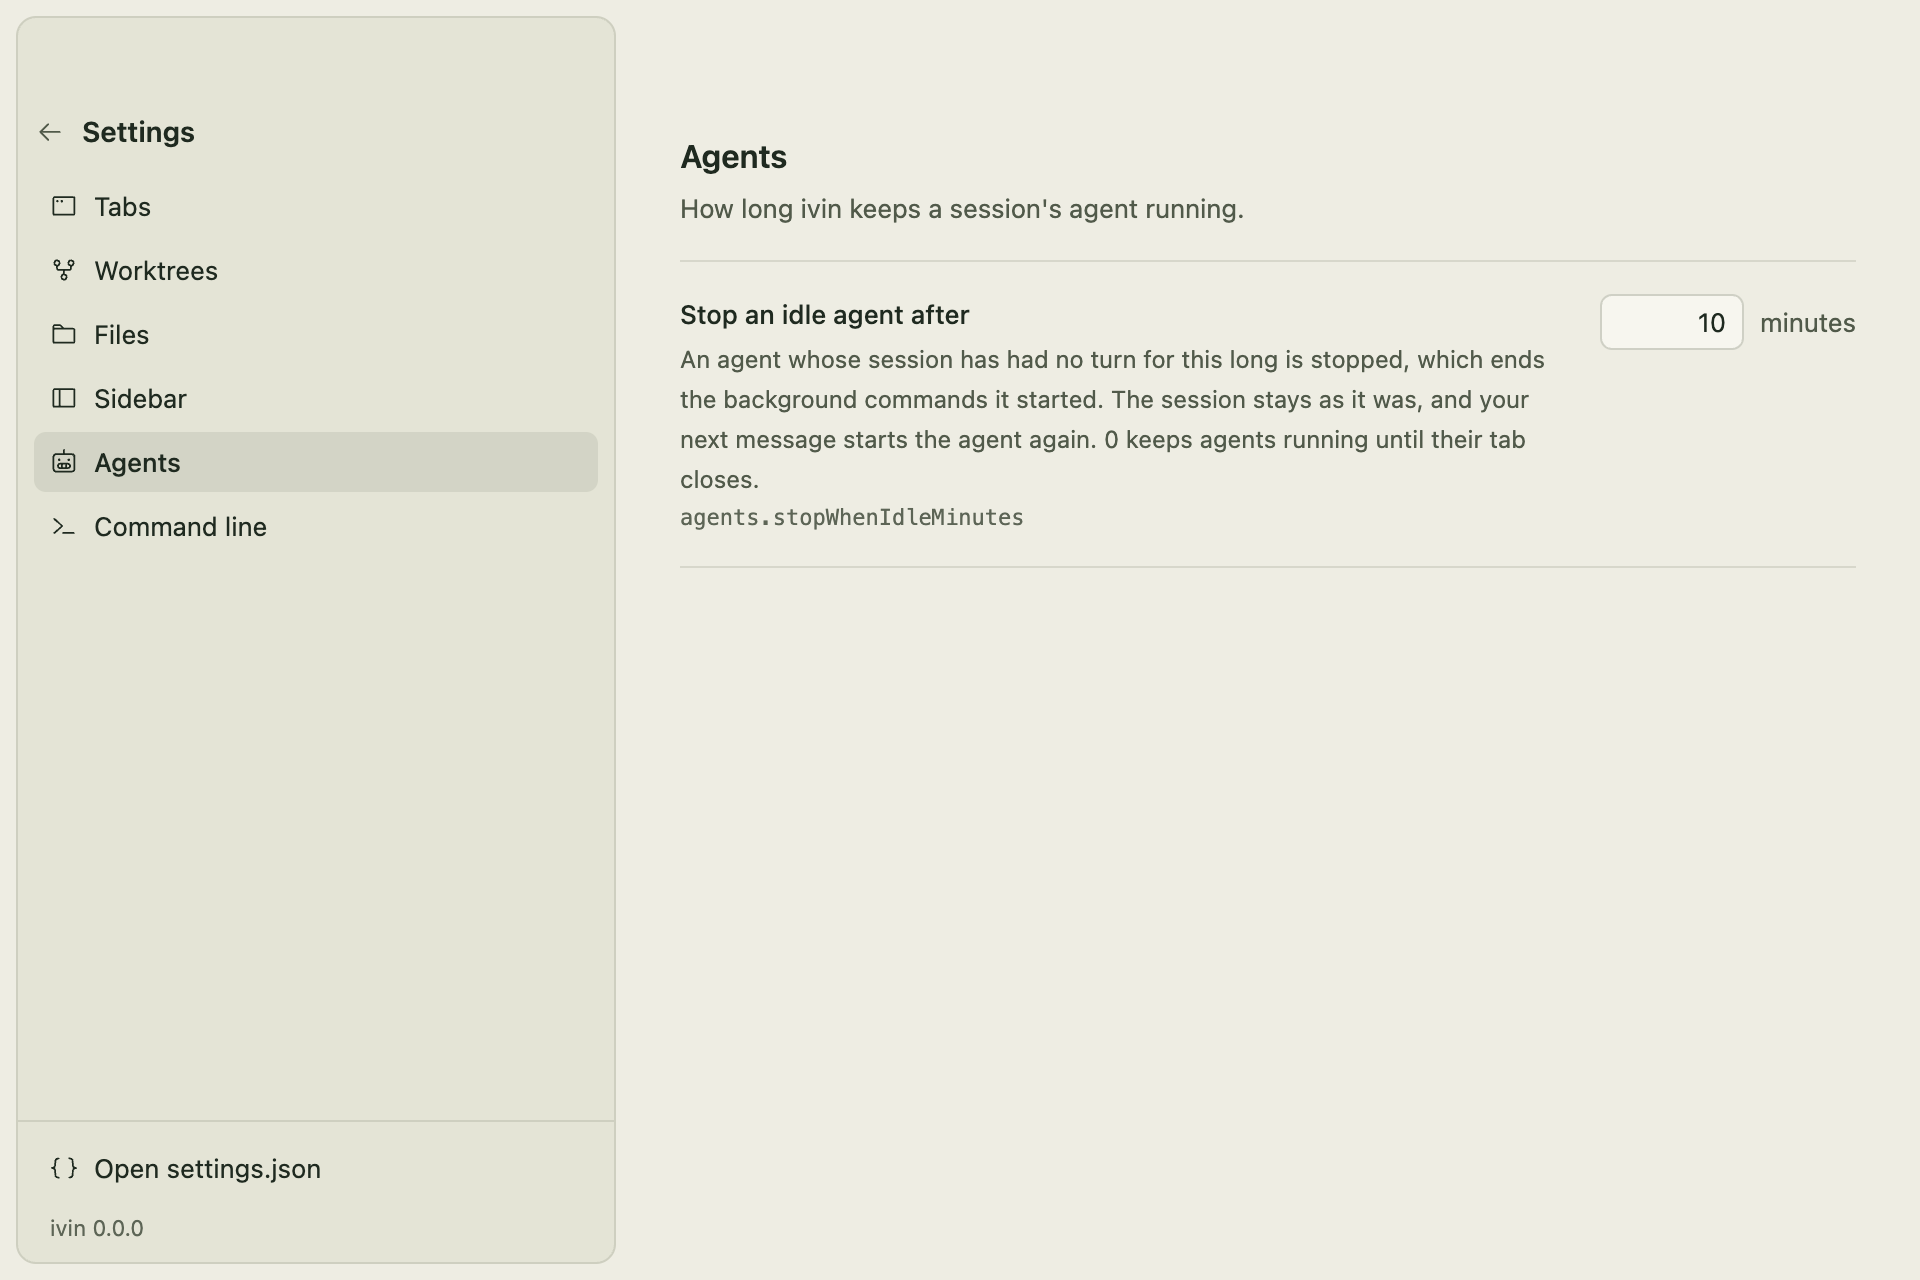 Settings
Tabs
Worktrees
Files
Sidebar
Agents
Command line
Open settings.json
ivin 0.0.0
Agents
How long ivin keeps a session's agent running.
Stop an idle agent after
10 minutes
An agent whose session has had no turn for this long is stopped, which ends
the background commands it started. The session stays as it was, and your
next message starts the agent again. 0 keeps agents running until their tab
closes.
agents.stopWhenIdleMinutes